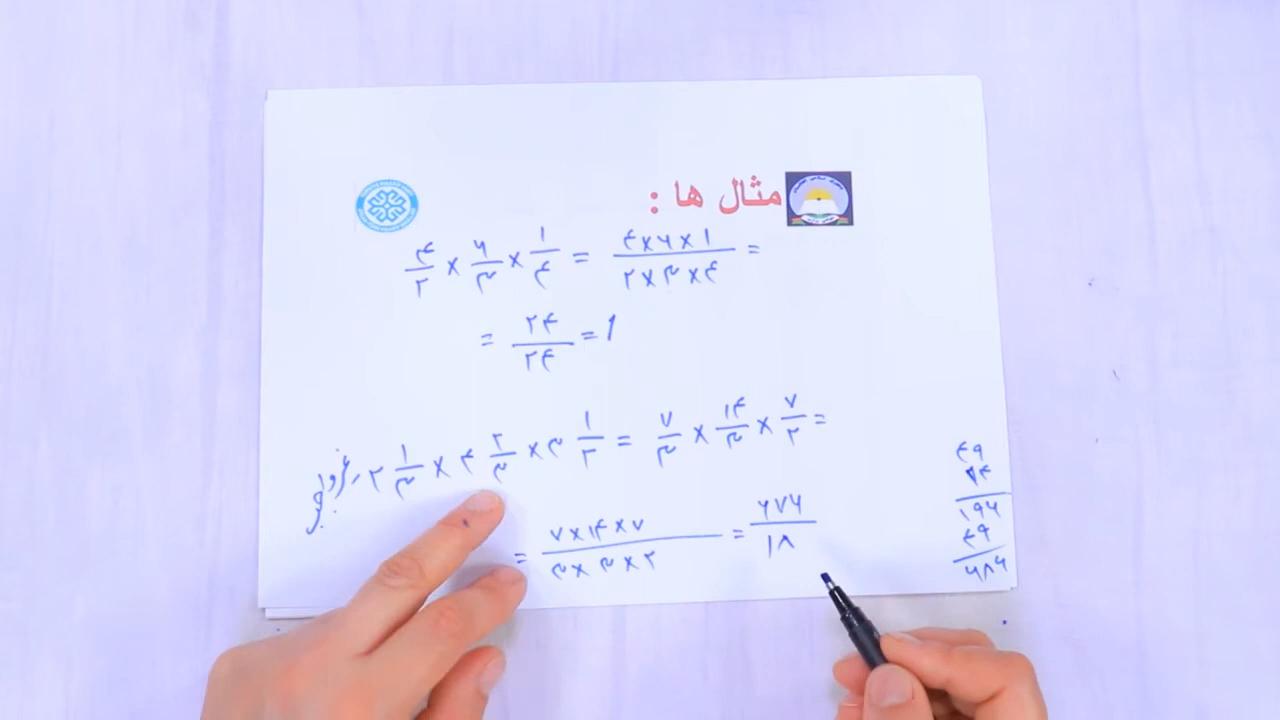 مثال ها :
۴/۲ × ۶/۳ × ۱/۴ = ۴×۶×۱/۲×۳×۴ =
= ۲۴/۲۴ = ۱
۲ ۱/۳ × ۴ ۲/۳ × ۳ ۱/۲ = ۷/۳ × ۱۴/۳ × ۷/۲ =
= ۷×۱۴×۷/۳×۳×۲ = ۶۷۶/۱۸
۴۹
۱۹۶
۴۹
۶۸۶